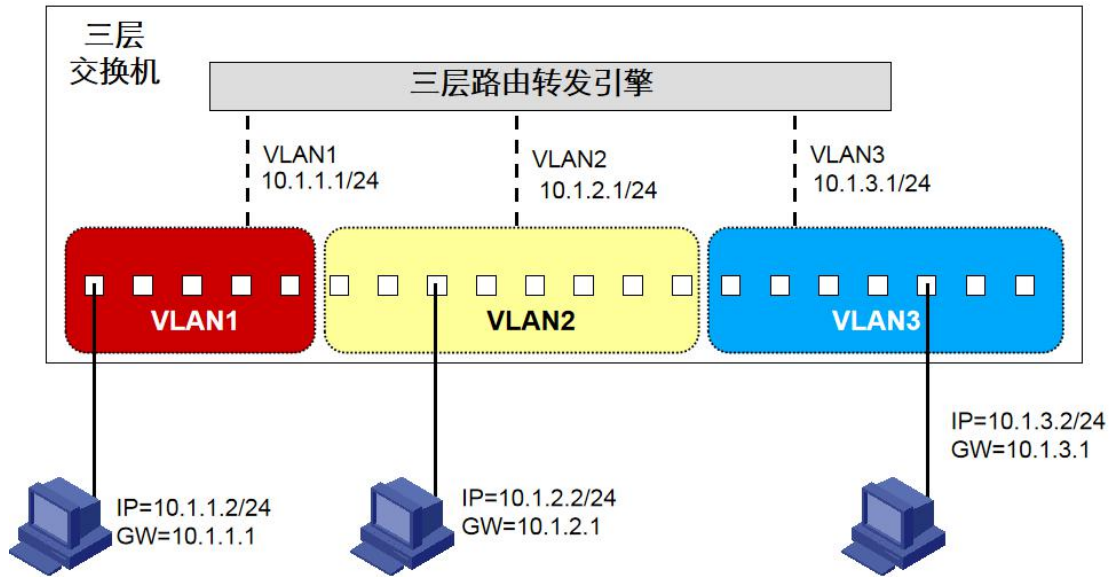 三层
交换机
三层路由转发引擎
VLAN1
10.1.1.1/24
VLAN2
10.1.2.1/24
VLAN3
10.1.3.1/24
VLAN1
VLAN2
VLAN3
IP=10.1.1.2/24
GW=10.1.1.1
IP=10.1.2.2/24
GW=10.1.2.1
IP=10.1.3.2/24
GW=10.1.3.1